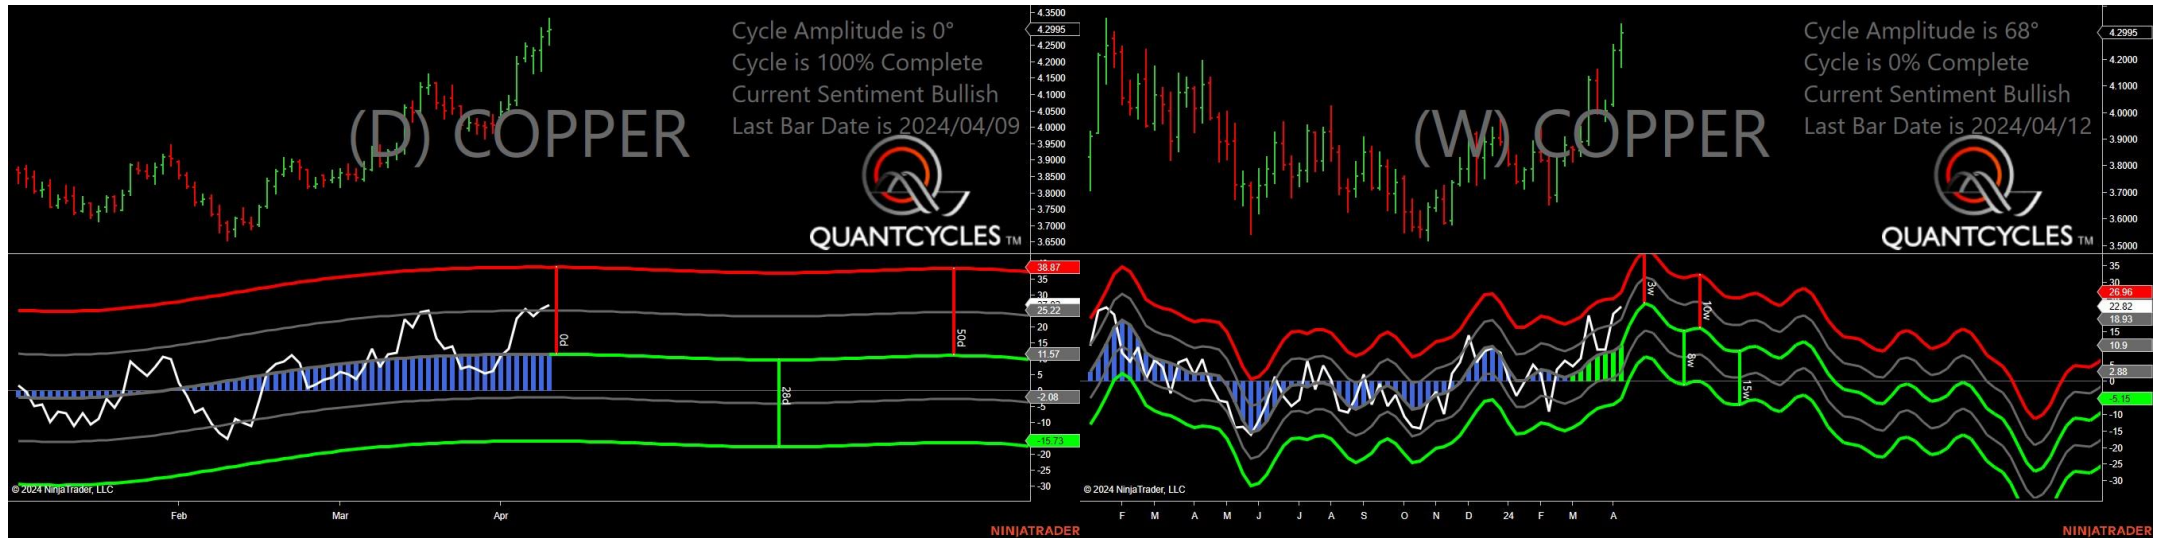 Cycle Amplitude is 0°
Cycle is 100% Complete
Current Sentiment Bullish
Last Bar Date is 2024/04/09
(D) COPPER
QUANTCYCLES TM
4.3500
4.2995
4.2500
4.2000
4.1500
4.1000
4.0500
4.0000
3.9500
3.9000
3.8500
3.8000
3.7500
3.7000
3.6500
38.87
35
30
25.22
20
15
11.57
5
-2.08
-5
-10
-15.73
-20
-25
-30
0d
28d
50d
© 2024 NinjaTrader, LLC
Feb
Mar
Apr
NINJATRADER
Cycle Amplitude is 68°
Cycle is 0% Complete
Current Sentiment Bullish
Last Bar Date is 2024/04/12
(W) COPPER
QUANTCYCLES TM
4.2995
4.2000
4.1000
4.0000
3.9000
3.8000
3.7000
3.6000
3.5000
35
26.96
22.82
18.93
15
10.9
5
2.88
0
-5.15
-10
-15
-20
-25
-30
3w
10w
8w
15w
© 2024 NinjaTrader, LLC
F
M
A
M
J
J
A
S
O
N
D
24
F
M
A
NINJATRADER